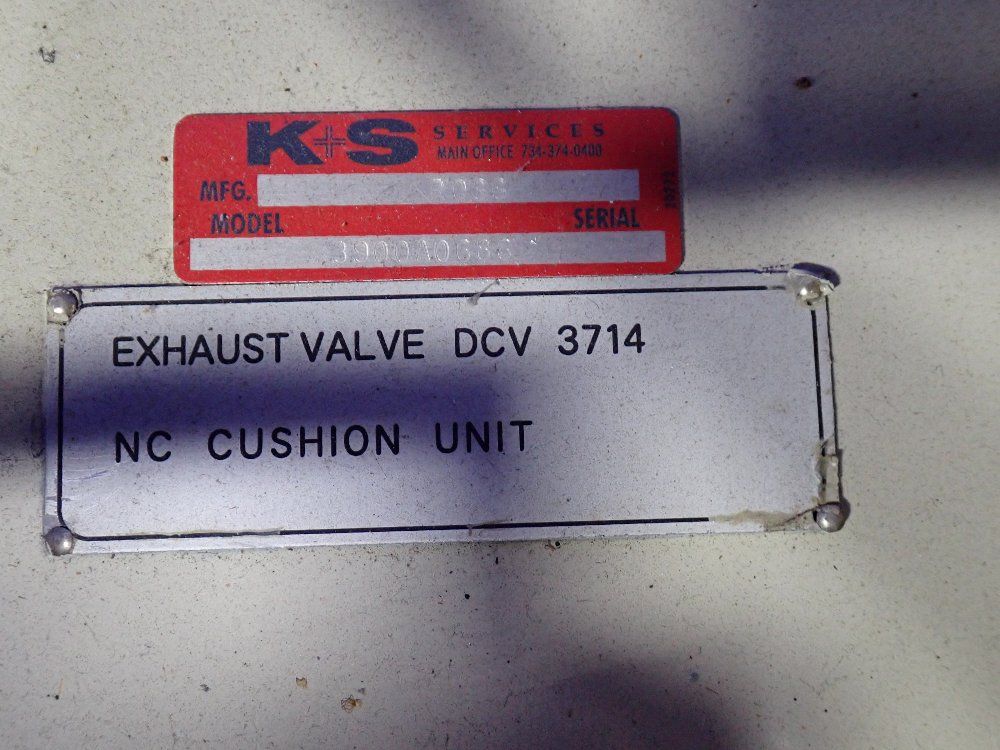 K+S SERVICES
MAIN OFFICE 734-374-0400
MFG.
MODEL SERIAL
EXHAUST VALVE DCV 3714
NC CUSHION UNIT